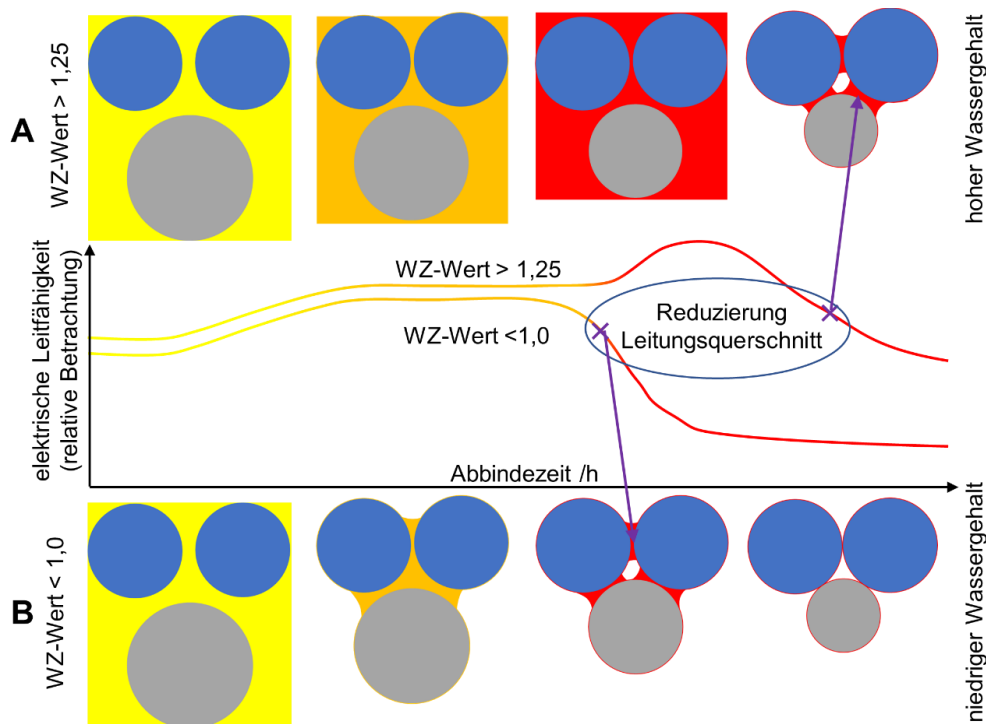 A
WZ-Wert > 1,25
hoher Wassergehalt
elektrische Leitfähigkeit
(relative Betrachtung)
WZ-Wert > 1,25
WZ-Wert <1,0
Reduzierung
Leitungsquerschnitt
Abbindezeit /h
B
WZ-Wert < 1,0
niedriger Wassergehalt